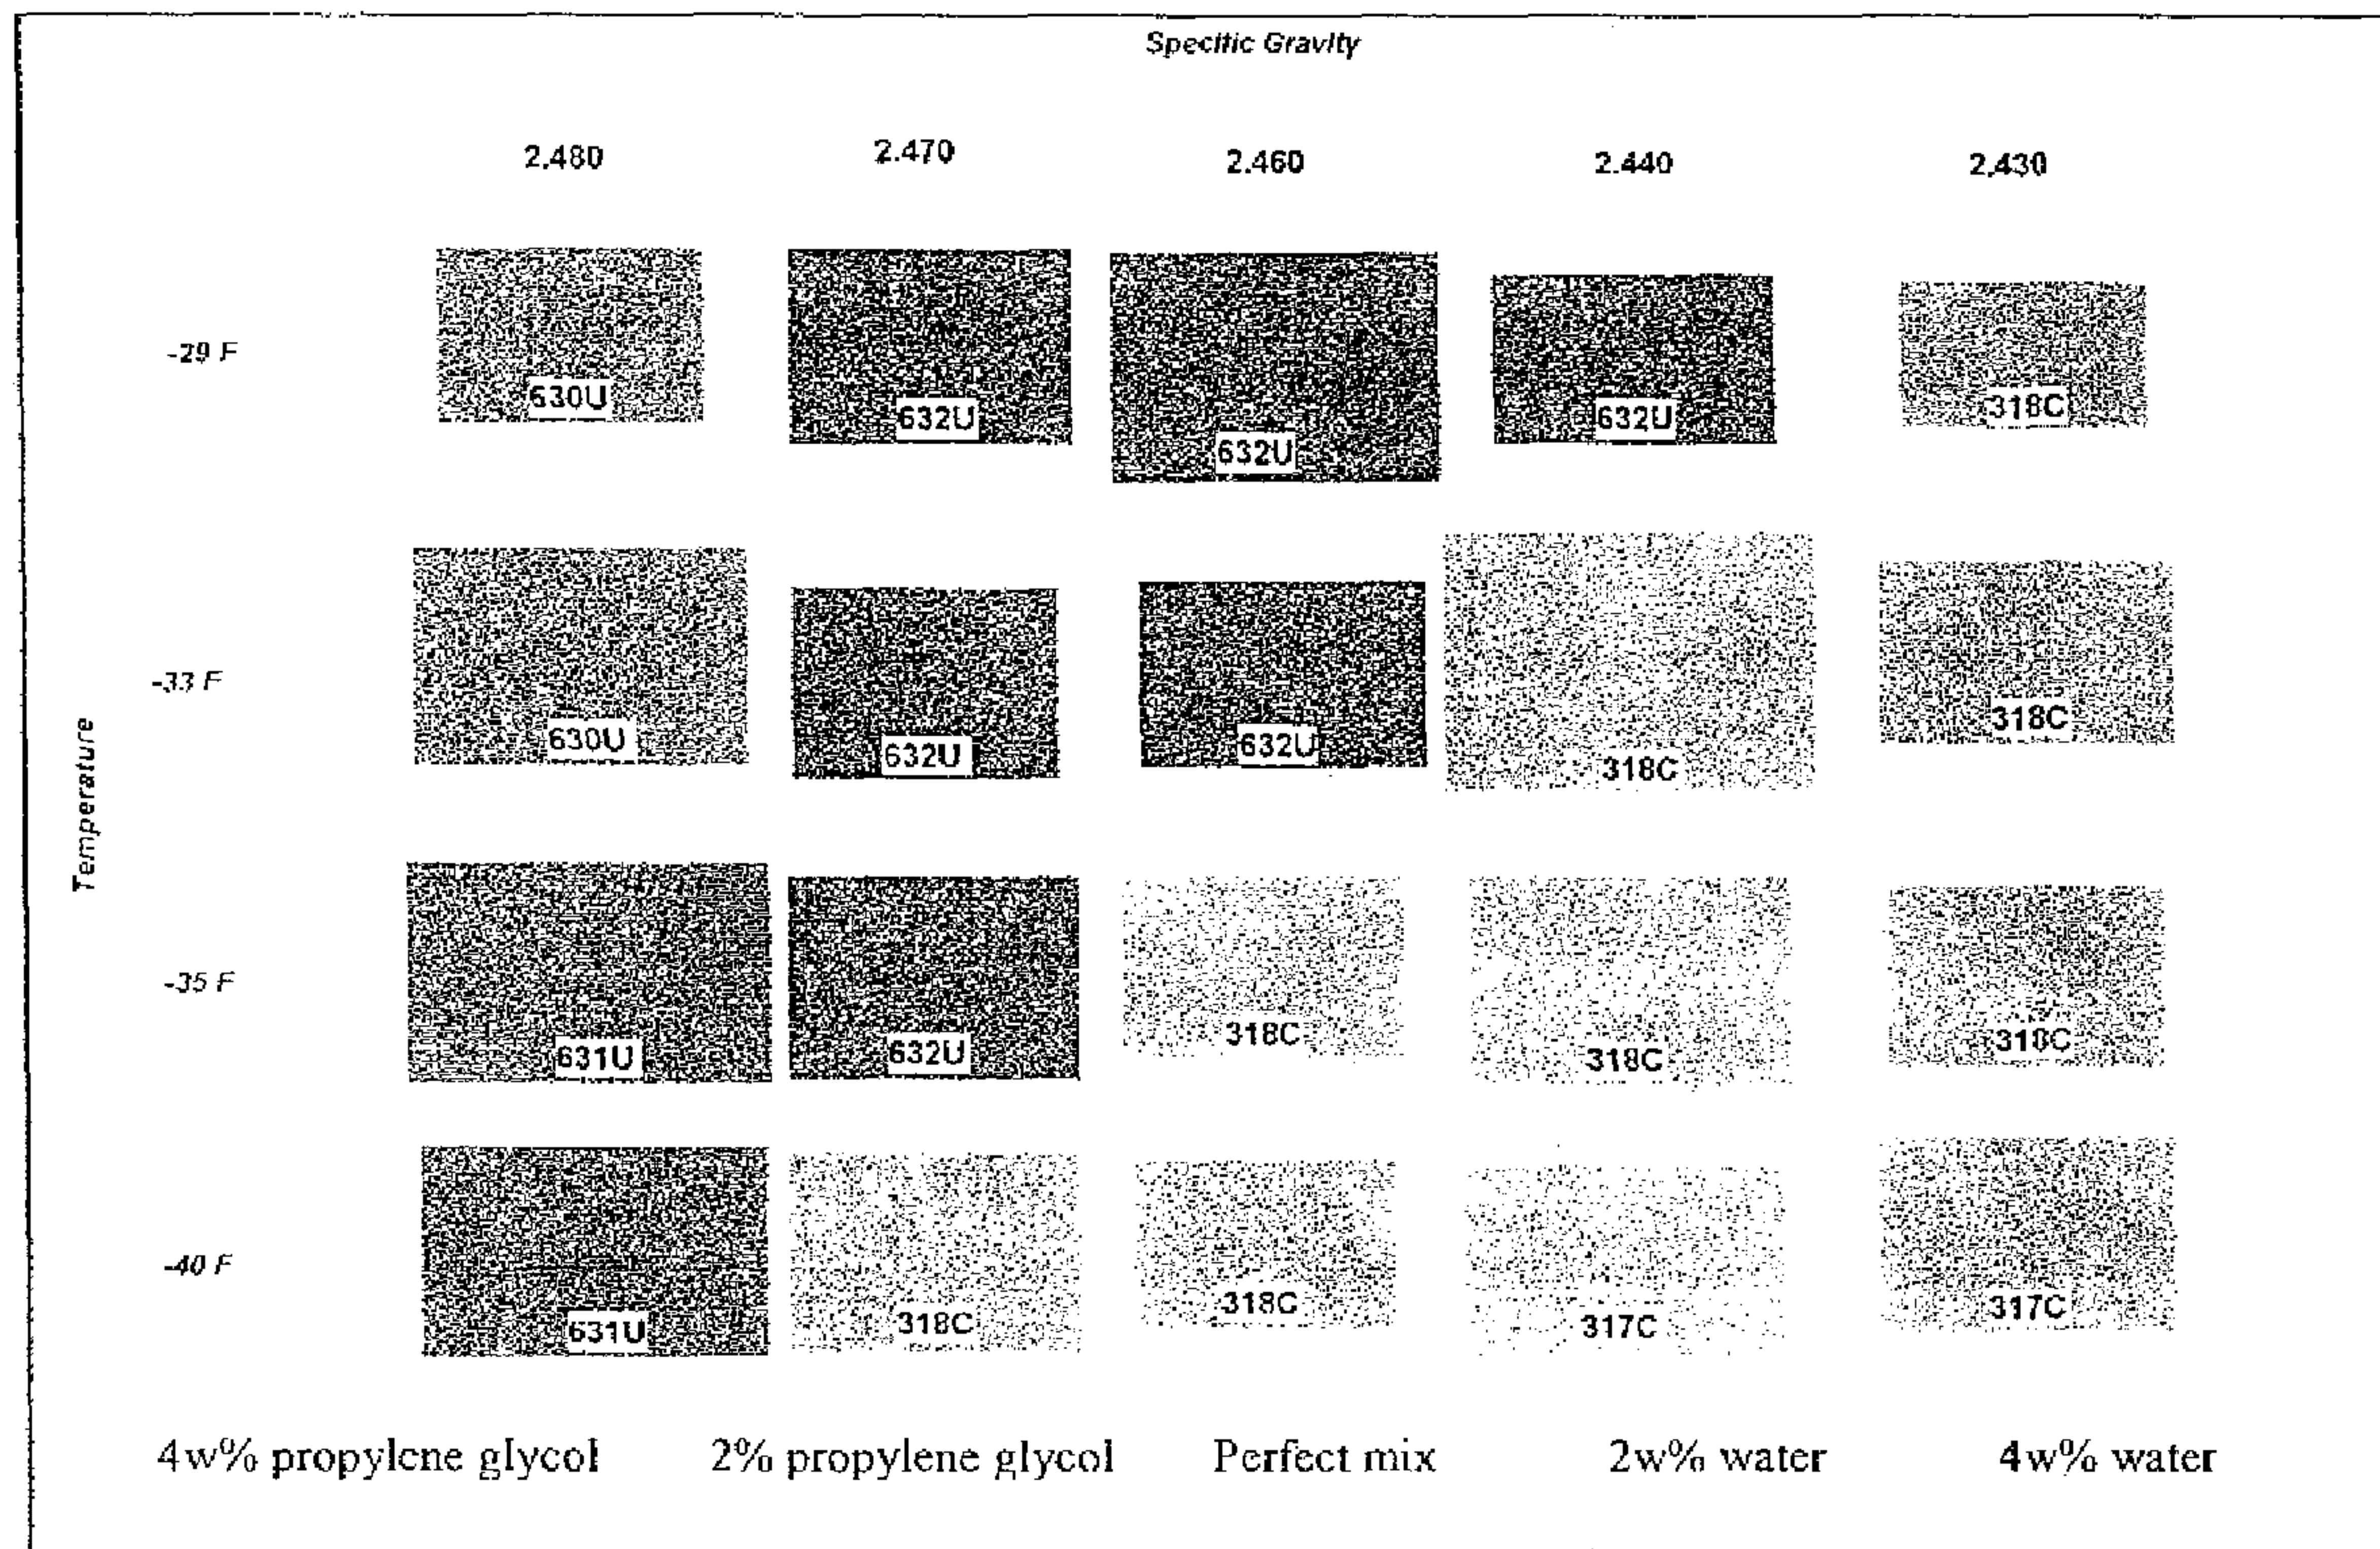 Specific Gravity
2.480 2.470 2.460 2.440 2.430
-29 F 630U 632U 632U 632U 318C
-33 F 630U 632U 632U 318C 318C
Temperature
-35 F 631U 632U 318C 318C 318C
-40 F 631U 318C 318C 317C 317C
4w% propylene glycol 2% propylene glycol Perfect mix 2w% water 4w% water